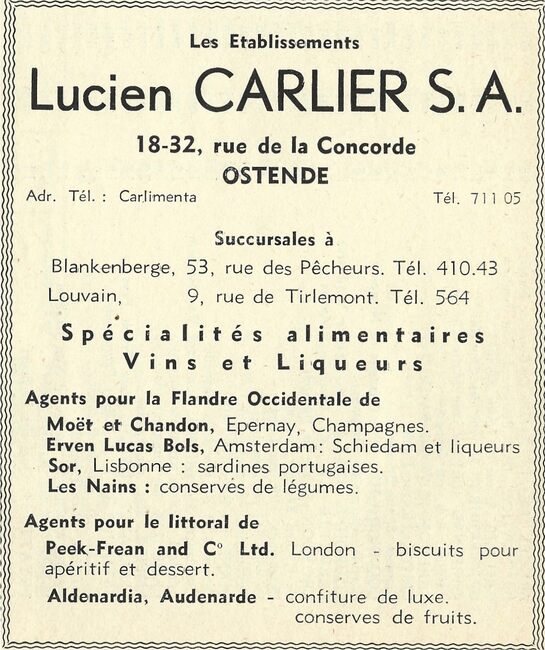 Les Etablissements
Lucien CARLIER S. A.
18-32, rue de la Concorde
OSTENDE
Adr. Tél. : Carlimenta Tél. 711 05
Succursales à
Blankenberge, 53, rue des Pêcheurs. Tél. 410.43
Louvain, 9, rue de Tirlemont. Tél. 564
Spécialités alimentaires
Vins et Liqueurs
Agents pour la Flandre Occidentale de
Moët et Chandon, Epernay, Champagnes.
Erven Lucas Bols, Amsterdam: Schiedam et liqueurs
Sor, Lisbonne : sardines portugaises.
Les Nains : conservés de légumes.
Agents pour le littoral de
Peek-Frean and Cº Ltd. London - biscuits pour
apéritif et dessert.
Aldenardia, Audenarde - confiture de luxe.
conserves de fruits.